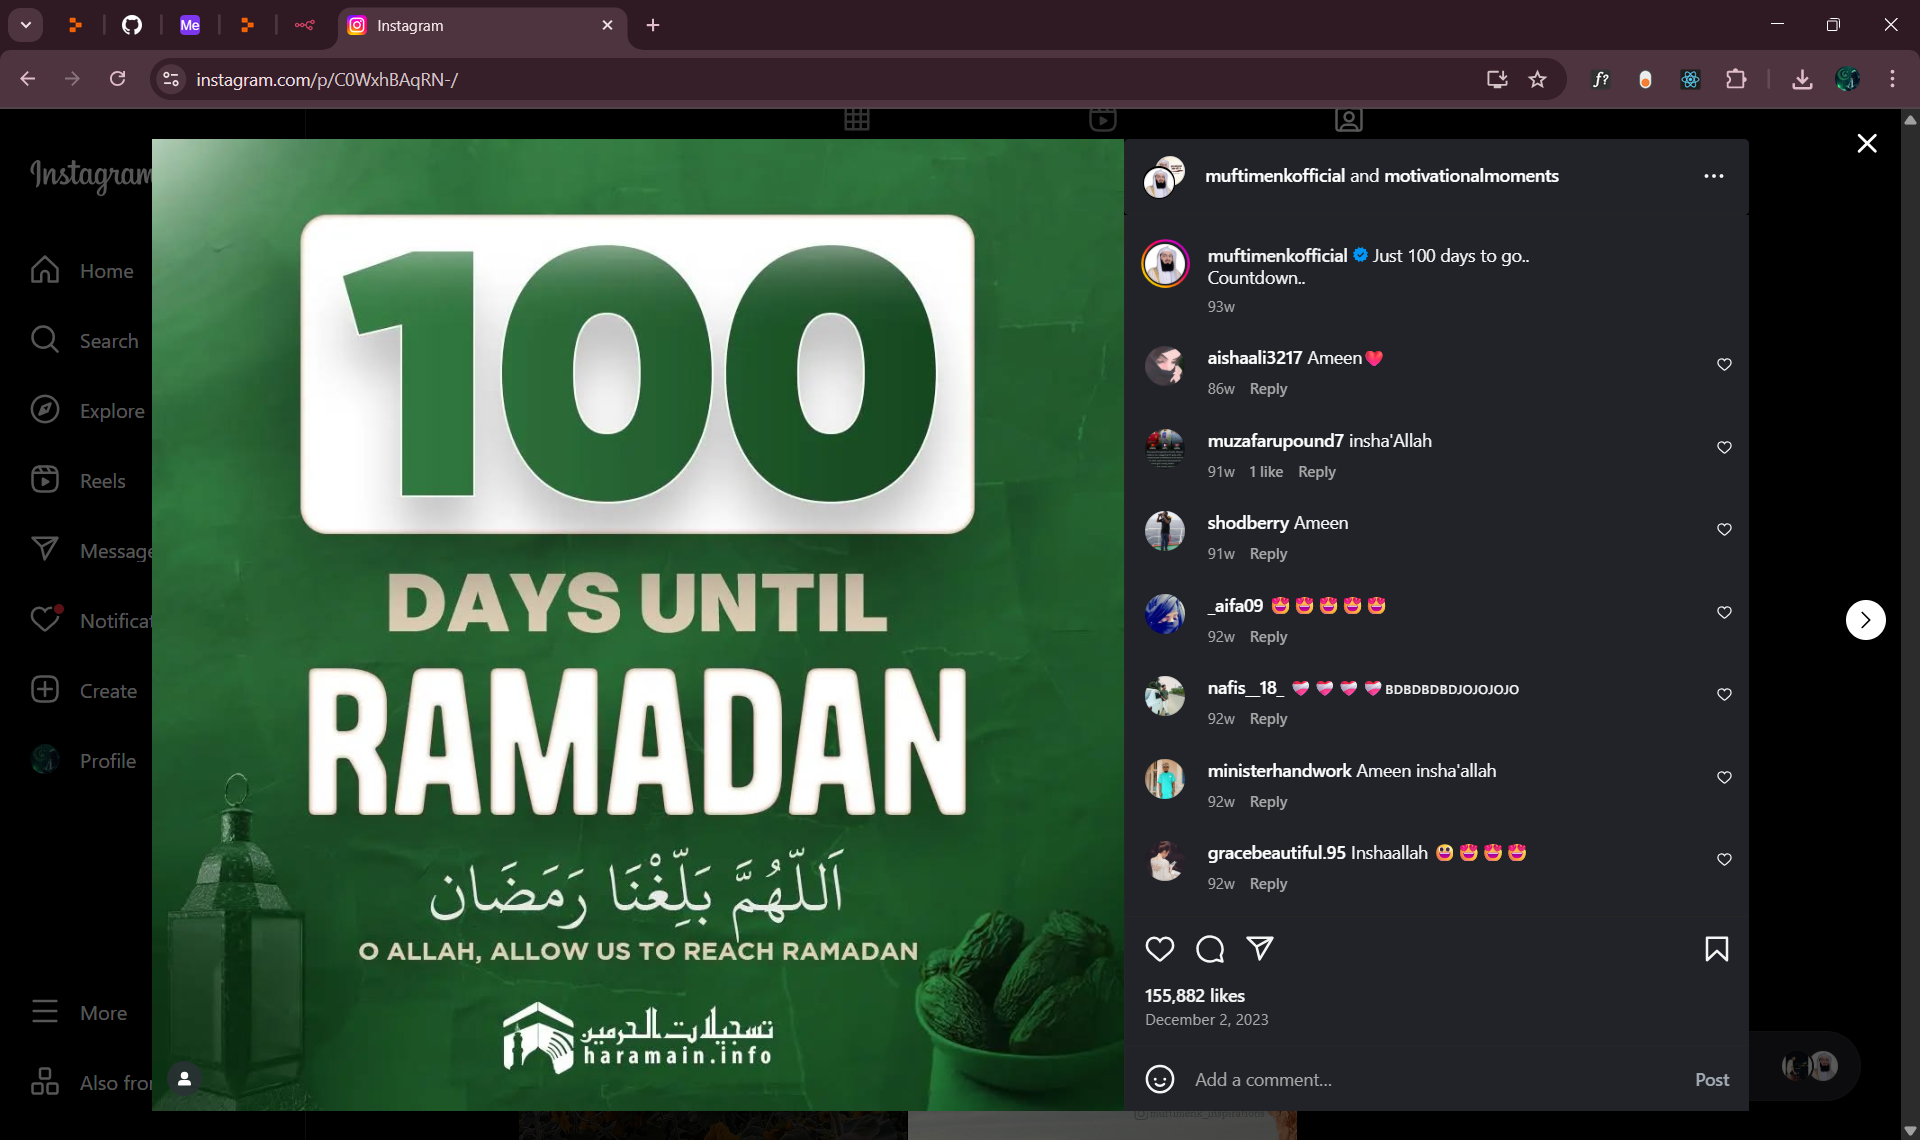 Instagram
instagram.com/p/C0WxhBAqRN-/
Me
f?
Instagram
Home
Search
Explore
Reels
Message
Notificat
Create
Profile
More
Also fro
100
DAYS UNTIL
RAMADAN
اَللّهُمَّ بَلِّغْنَا رَمَضَان
O ALLAH, ALLOW US TO REACH RAMADAN
تسجيلات الحرمين
haramain.info
muftimenkofficial and motivationalmoments
muftimenkofficial Just 100 days to go..
Countdown..
93w
aishaali3217 Ameen❤️
86w Reply
muzafarupound7 insha'Allah
91w 1 like Reply
shodberry Ameen
91w Reply
_aifa09 🤩🤩🤩🤩🤩
92w Reply
nafis__18_ 💝💝💝💝BDBDBDBDJOJOJOJO
92w Reply
ministerhandwork Ameen insha'allah
92w Reply
gracebeautiful.95 Inshaallah 😃🤩🤩🤩
92w Reply
155,882 likes
December 2, 2023
Add a comment...
Post